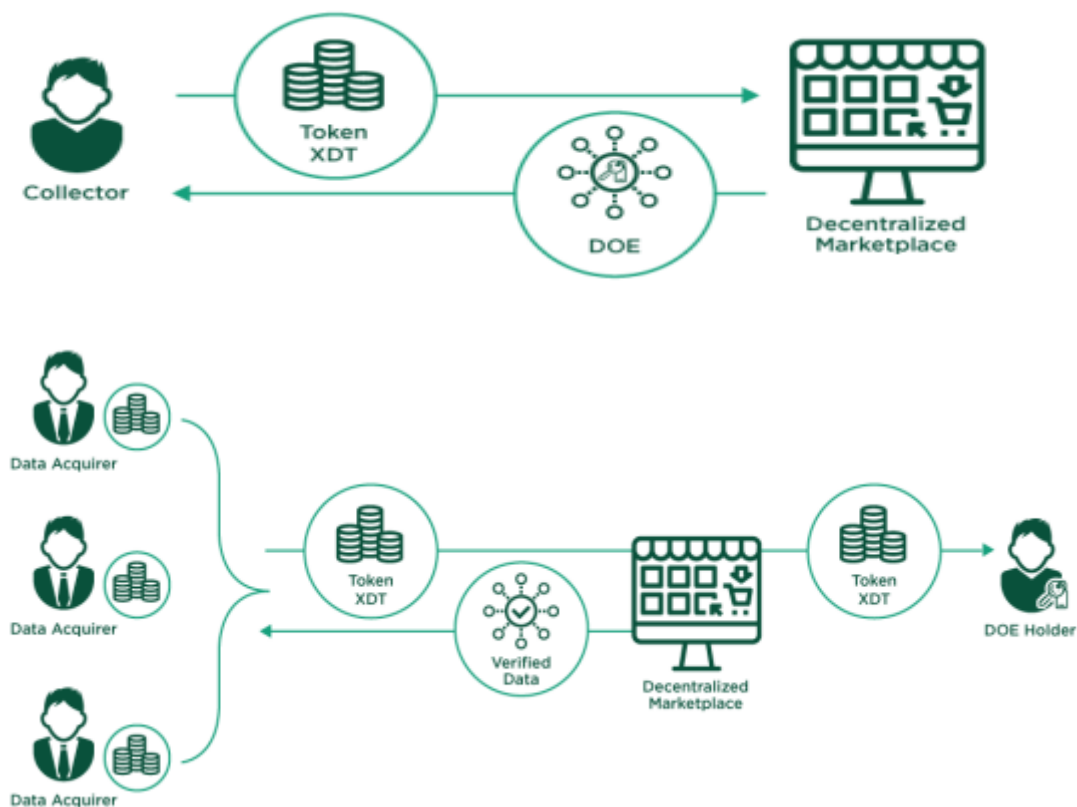 Token
XDT
Collector
DOE
Decentralized
Marketplace
Data Acquirer
Data Acquirer
Data Acquirer
Token
XDT
Verified
Data
Decentralized
Marketplace
Token
XDT
DOE Holder